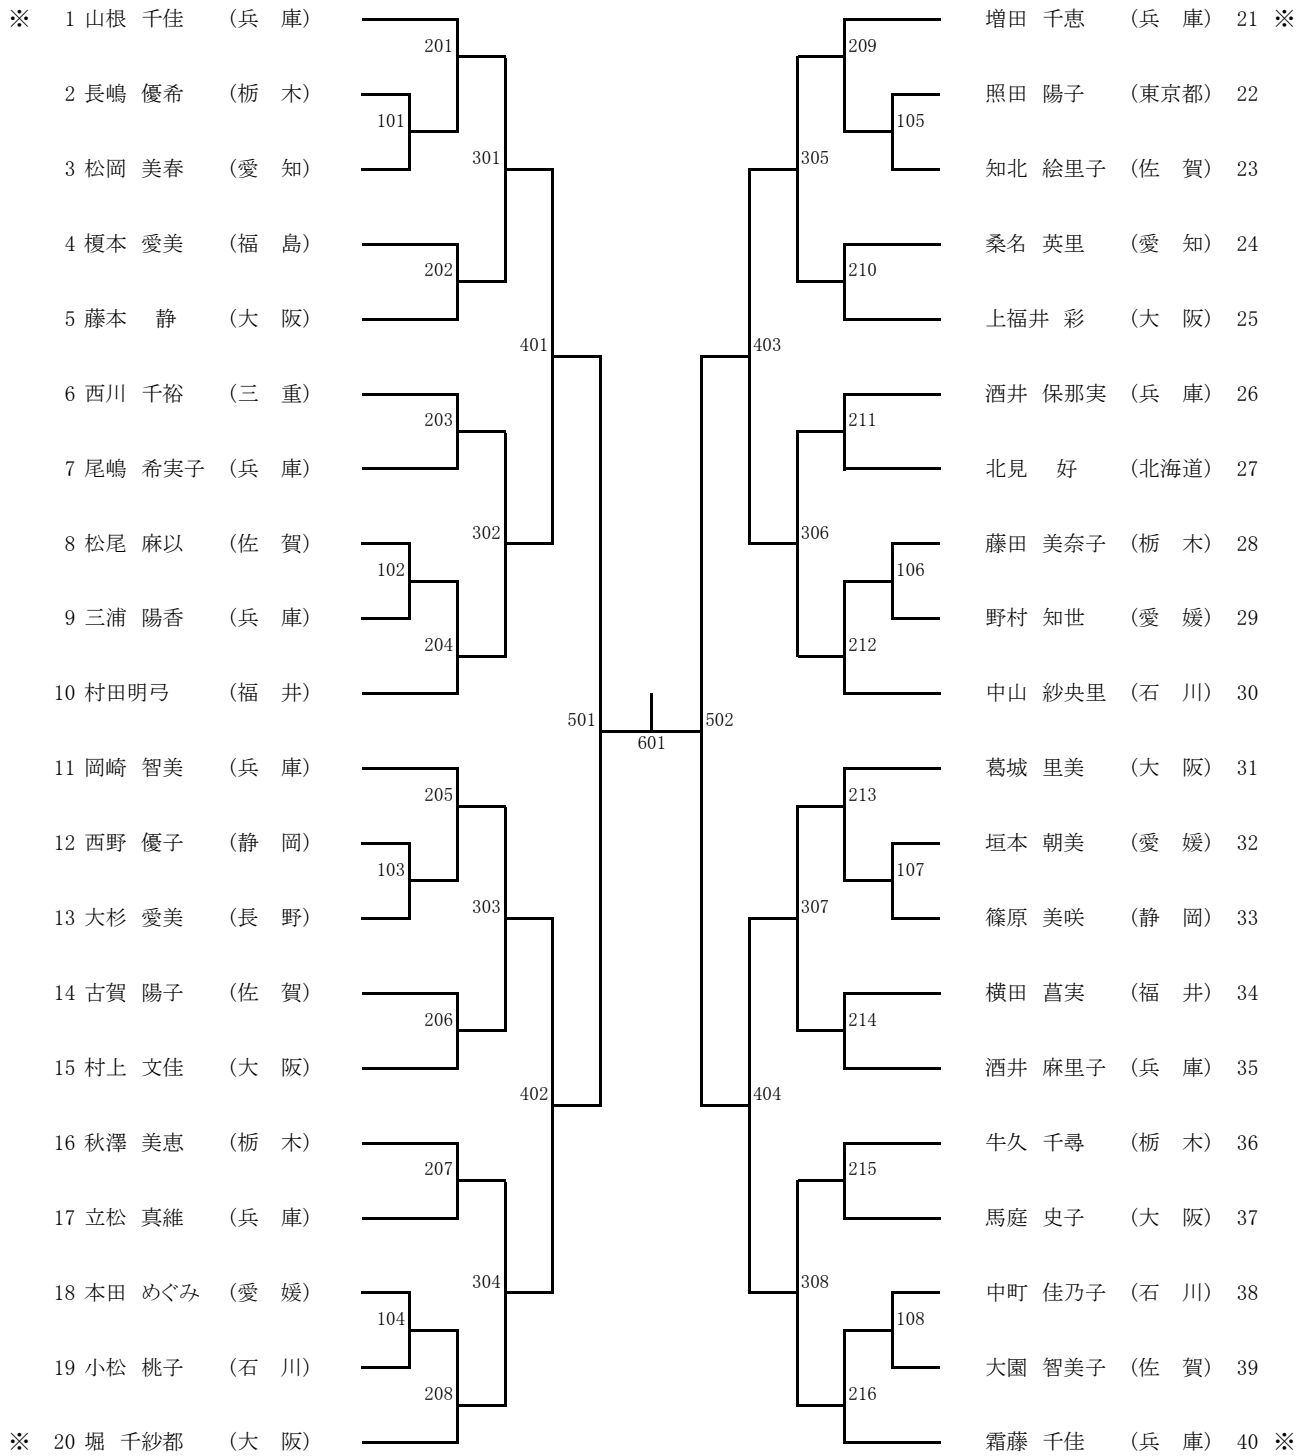 ※ 1 山根 千佳 (兵 庫)
201
2 長嶋 優希 (栃 木)
101
3 松岡 美春 (愛 知)
301
4 榎本 愛美 (福 島)
202
5 藤本 静 (大 阪)
401
6 西川 千裕 (三 重)
203
7 尾嶋 希実子 (兵 庫)
302
8 松尾 麻以 (佐 賀)
102
9 三浦 陽香 (兵 庫)
204
10 村田明弓 (福 井)
501
11 岡崎 智美 (兵 庫)
205
12 西野 優子 (静 岡)
103
13 大杉 愛美 (長 野)
303
14 古賀 陽子 (佐 賀)
206
15 村上 文佳 (大 阪)
402
16 秋澤 美恵 (栃 木)
207
17 立松 真維 (兵 庫)
304
18 本田 めぐみ (愛 媛)
104
19 小松 桃子 (石 川)
208
※ 20 堀 千紗都 (大 阪)
601
増田 千恵 (兵 庫) 21 ※
209
照田 陽子 (東京都) 22
105
知北 絵里子 (佐 賀) 23
305
桑名 英里 (愛 知) 24
210
上福井 彩 (大 阪) 25
403
酒井 保那実 (兵 庫) 26
211
北見 好 (北海道) 27
306
藤田 美奈子 (栃 木) 28
106
野村 知世 (愛 媛) 29
212
中山 紗央里 (石 川) 30
502
葛城 里美 (大 阪) 31
213
垣本 朝美 (愛 媛) 32
107
篠原 美咲 (静 岡) 33
307
横田 菖実 (福 井) 34
214
酒井 麻里子 (兵 庫) 35
404
牛久 千尋 (栃 木) 36
215
馬庭 史子 (大 阪) 37
308
中町 佳乃子 (石 川) 38
108
大園 智美子 (佐 賀) 39
216
霜藤 千佳 (兵 庫) 40 ※